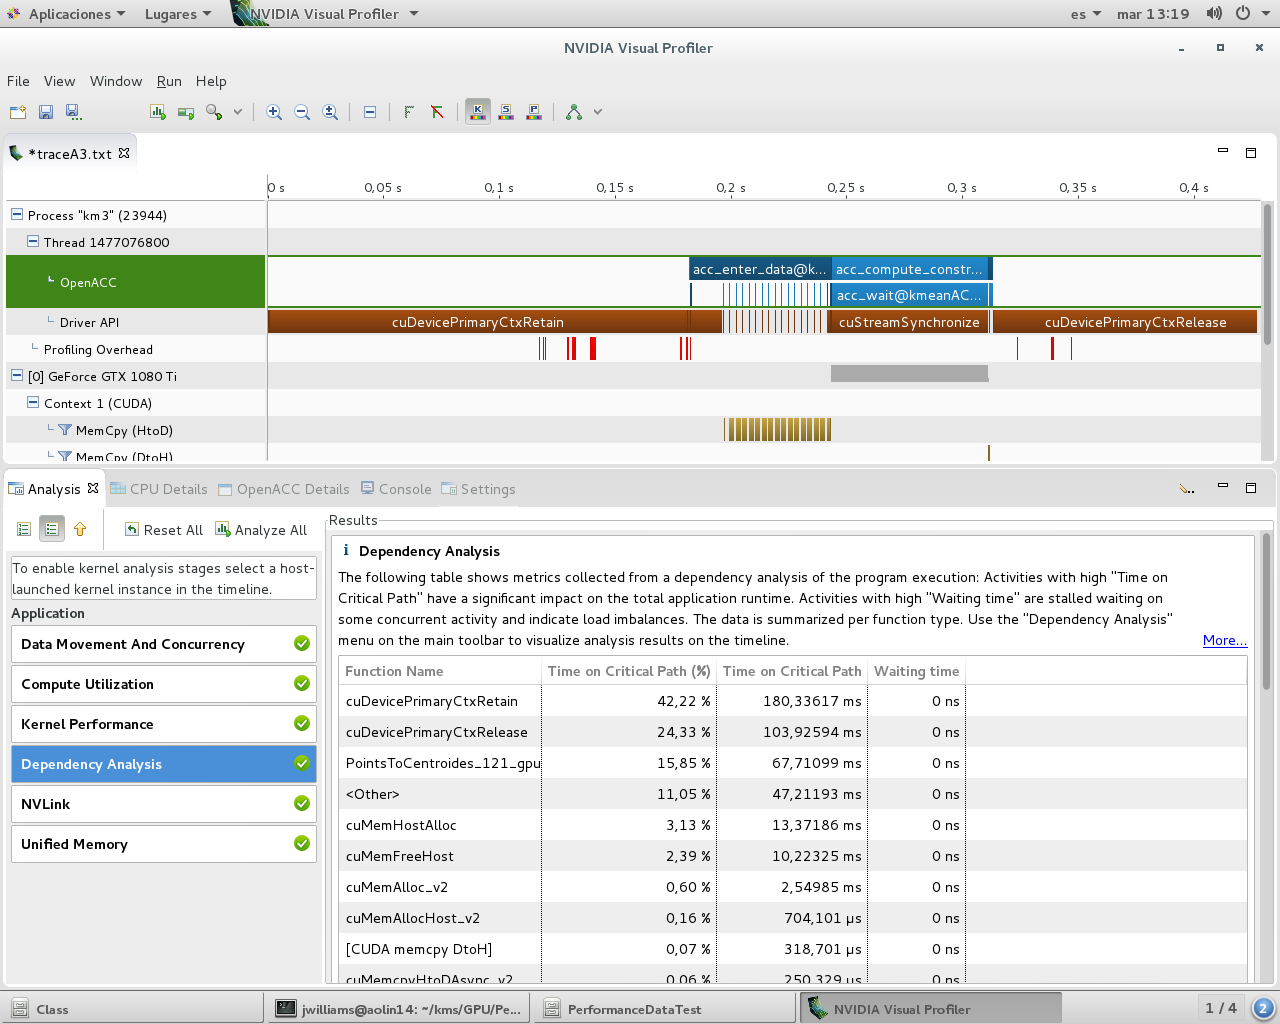 Aplicaciones Lugares NVIDIA Visual Profiler es mar 13:19
NVIDIA Visual Profiler
File View Window Run Help
K S P
*traceA3.txt
0 s 0,05 s 0,1 s 0,15 s 0,2 s 0,25 s 0,3 s 0,35 s 0,4 s
Process "km3" (23944)
Thread 1477076800
OpenACC
acc_enter_data@k... acc_compute_constr...
acc_wait@kmeanAC...
Driver API
cuDevicePrimaryCtxRetain cuStreamSynchronize cuDevicePrimaryCtxRelease
Profiling Overhead
[0] GeForce GTX 1080 Ti
Context 1 (CUDA)
MemCpy (HtoD)
MemCpy (DtoH)
Analysis CPU Details OpenACC Details Console Settings
Reset All Analyze All
To enable kernel analysis stages select a host-
launched kernel instance in the timeline.
Application
Data Movement And Concurrency
Compute Utilization
Kernel Performance
Dependency Analysis
NVLink
Unified Memory
Results
Dependency Analysis
The following table shows metrics collected from a dependency analysis of the program execution: Activities with high "Time on
Critical Path" have a significant impact on the total application runtime. Activities with high "Waiting time" are stalled waiting on
some concurrent activity and indicate load imbalances. The data is summarized per function type. Use the "Dependency Analysis"
menu on the main toolbar to visualize analysis results on the timeline. More...
Function Name Time on Critical Path (%) Time on Critical Path Waiting time
cuDevicePrimaryCtxRetain 42,22 % 180,33617 ms 0 ns
cuDevicePrimaryCtxRelease 24,33 % 103,92594 ms 0 ns
PointsToCentroides_121_gpu 15,85 % 67,71099 ms 0 ns
<Other> 11,05 % 47,21193 ms 0 ns
cuMemHostAlloc 3,13 % 13,37186 ms 0 ns
cuMemFreeHost 2,39 % 10,22325 ms 0 ns
cuMemAlloc_v2 0,60 % 2,54985 ms 0 ns
cuMemAllocHost_v2 0,16 % 704,101 µs 0 ns
[CUDA memcpy DtoH] 0,07 % 318,701 µs 0 ns
cuMemcpyHtoDAsync_v2 0,06 % 250,329 µs 0 ns
Class jwilliams@aolin14: ~/kms/GPU/Pe... PerformanceDataTest NVIDIA Visual Profiler 1 / 4 2